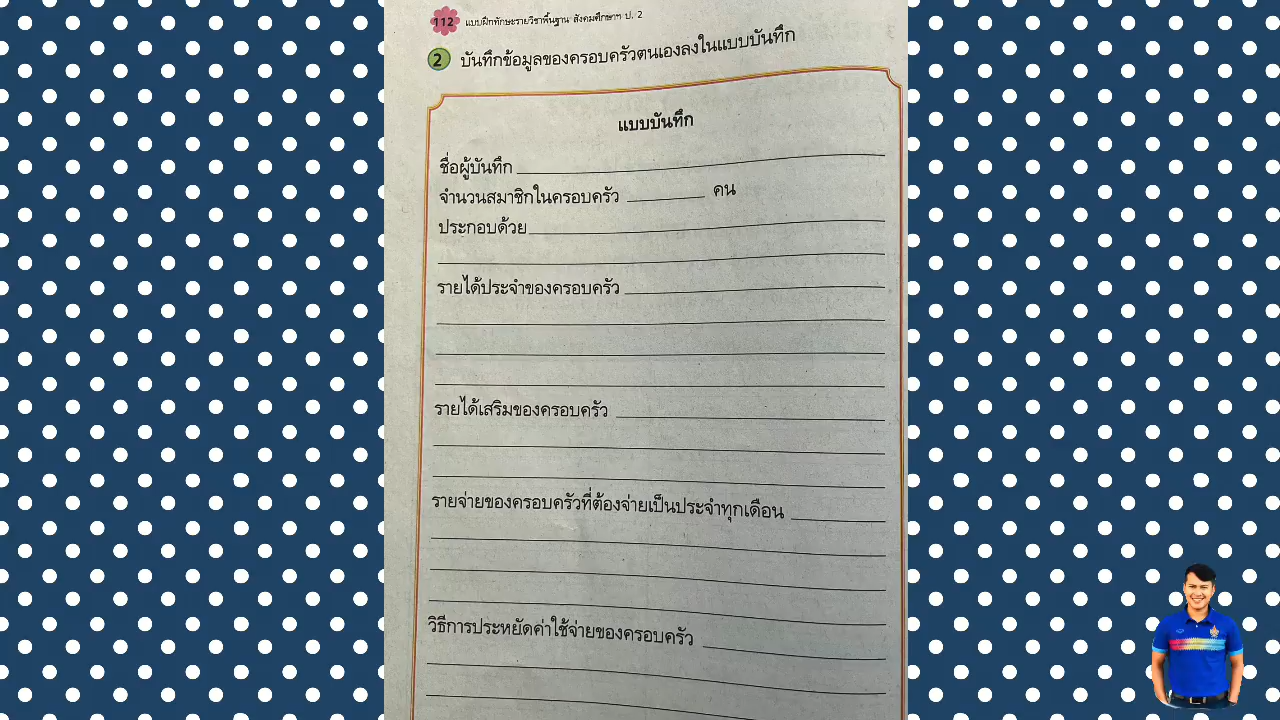 112 แบบฝึกทักษะรายวิชาพื้นฐาน สังคมศึกษาฯ ป. 2
2 บันทึกข้อมูลของครอบครัวตนเองลงในแบบบันทึก
แบบบันทึก
ชื่อผู้บันทึก
จำนวนสมาชิกในครอบครัว คน
ประกอบด้วย
รายได้ประจำของครอบครัว
รายได้เสริมของครอบครัว
รายจ่ายของครอบครัวที่ต้องจ่ายเป็นประจำทุกเดือน
วิธีการประหยัดค่าใช้จ่ายของครอบครัว